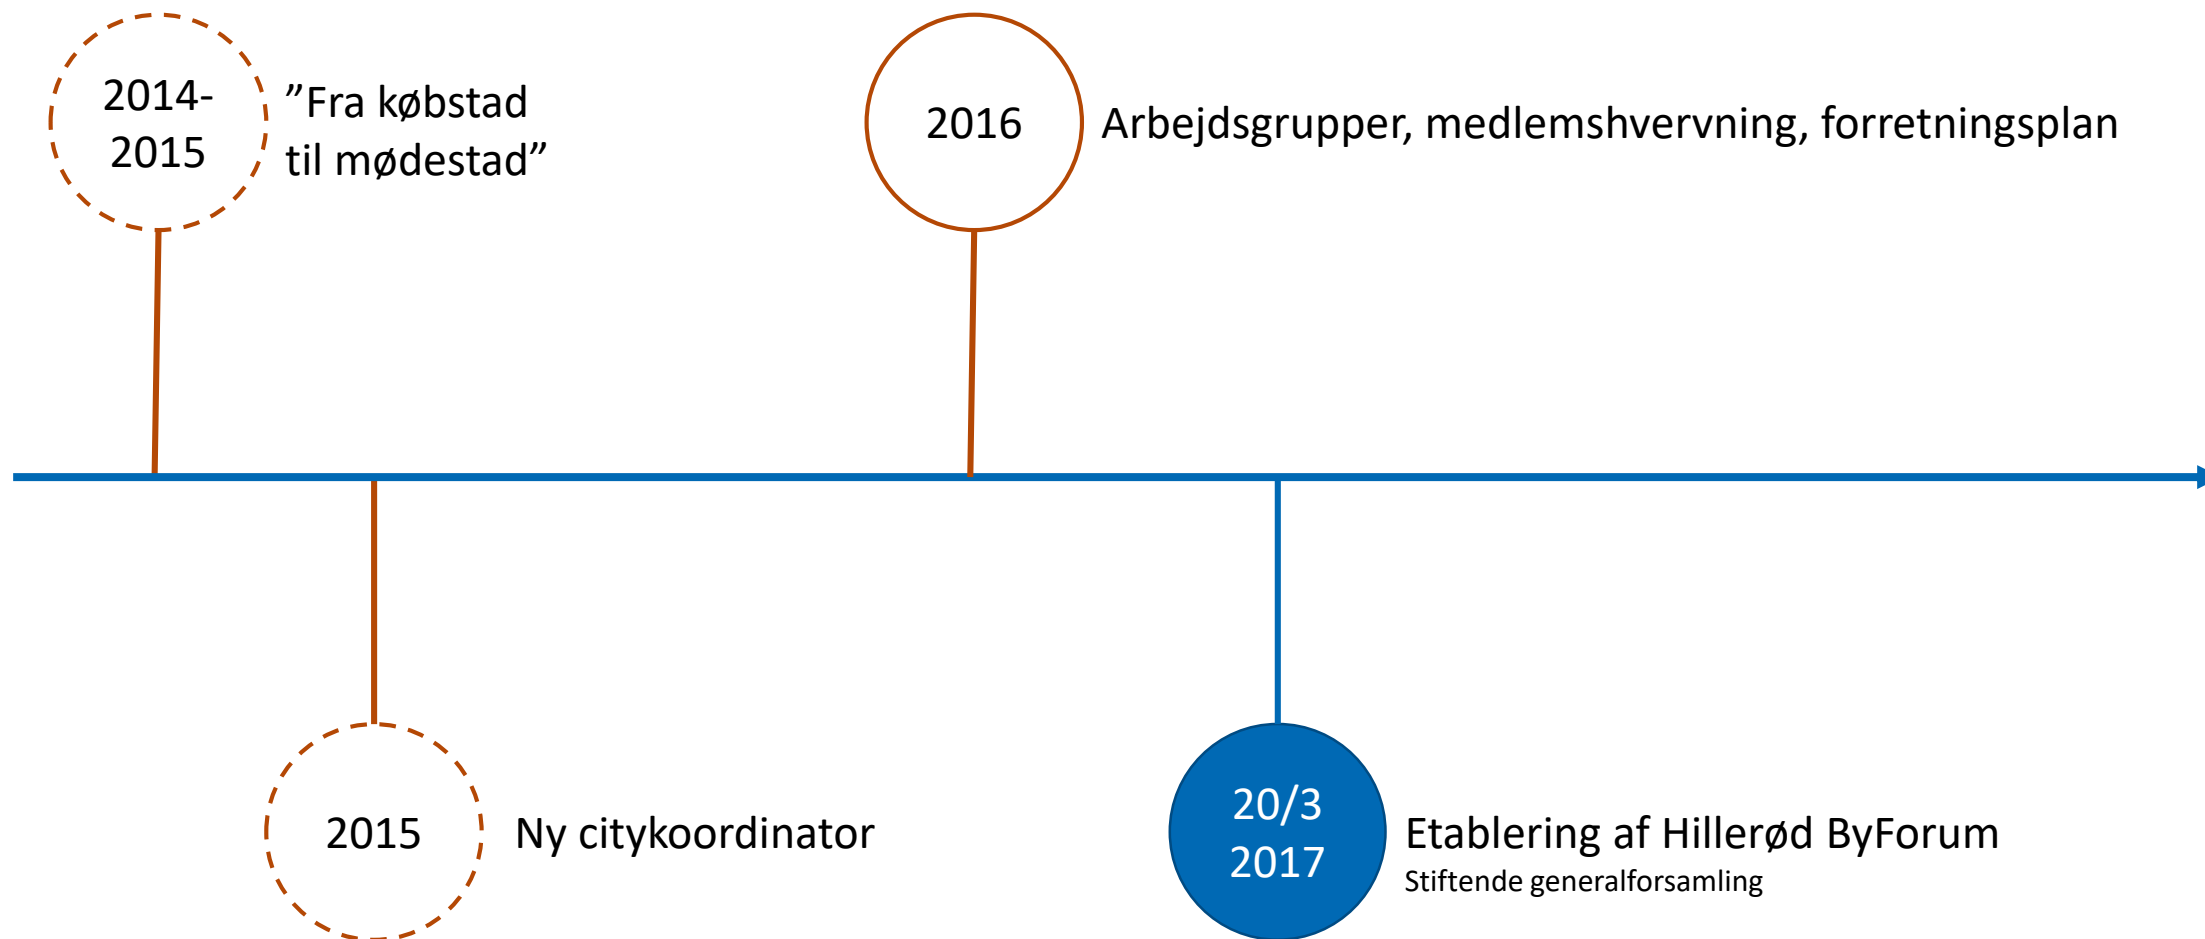 2014-
2015
”Fra købstad
til mødestad”
2016
Arbejdsgrupper, medlemshvervning, forretningsplan
2015
Ny citykoordinator
20/3
2017
Etablering af Hillerød ByForum
Stiftende generalforsamling